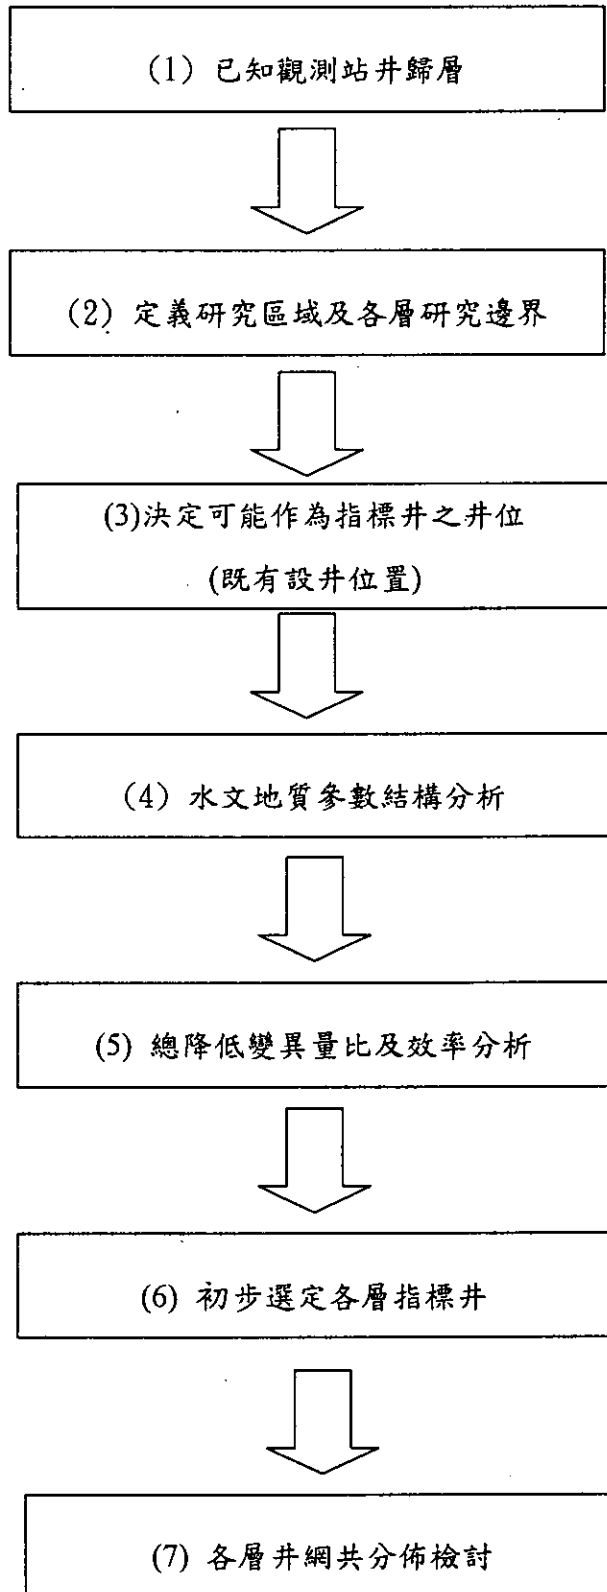 (1) 已知觀測站井歸層
(2) 定義研究區域及各層研究邊界
(3)決定可能作為指標井之井位
(既有設井位置)
(4) 水文地質參數結構分析
(5) 總降低變異量比及效率分析
(6) 初步選定各層指標井
(7) 各層井網共分佈檢討